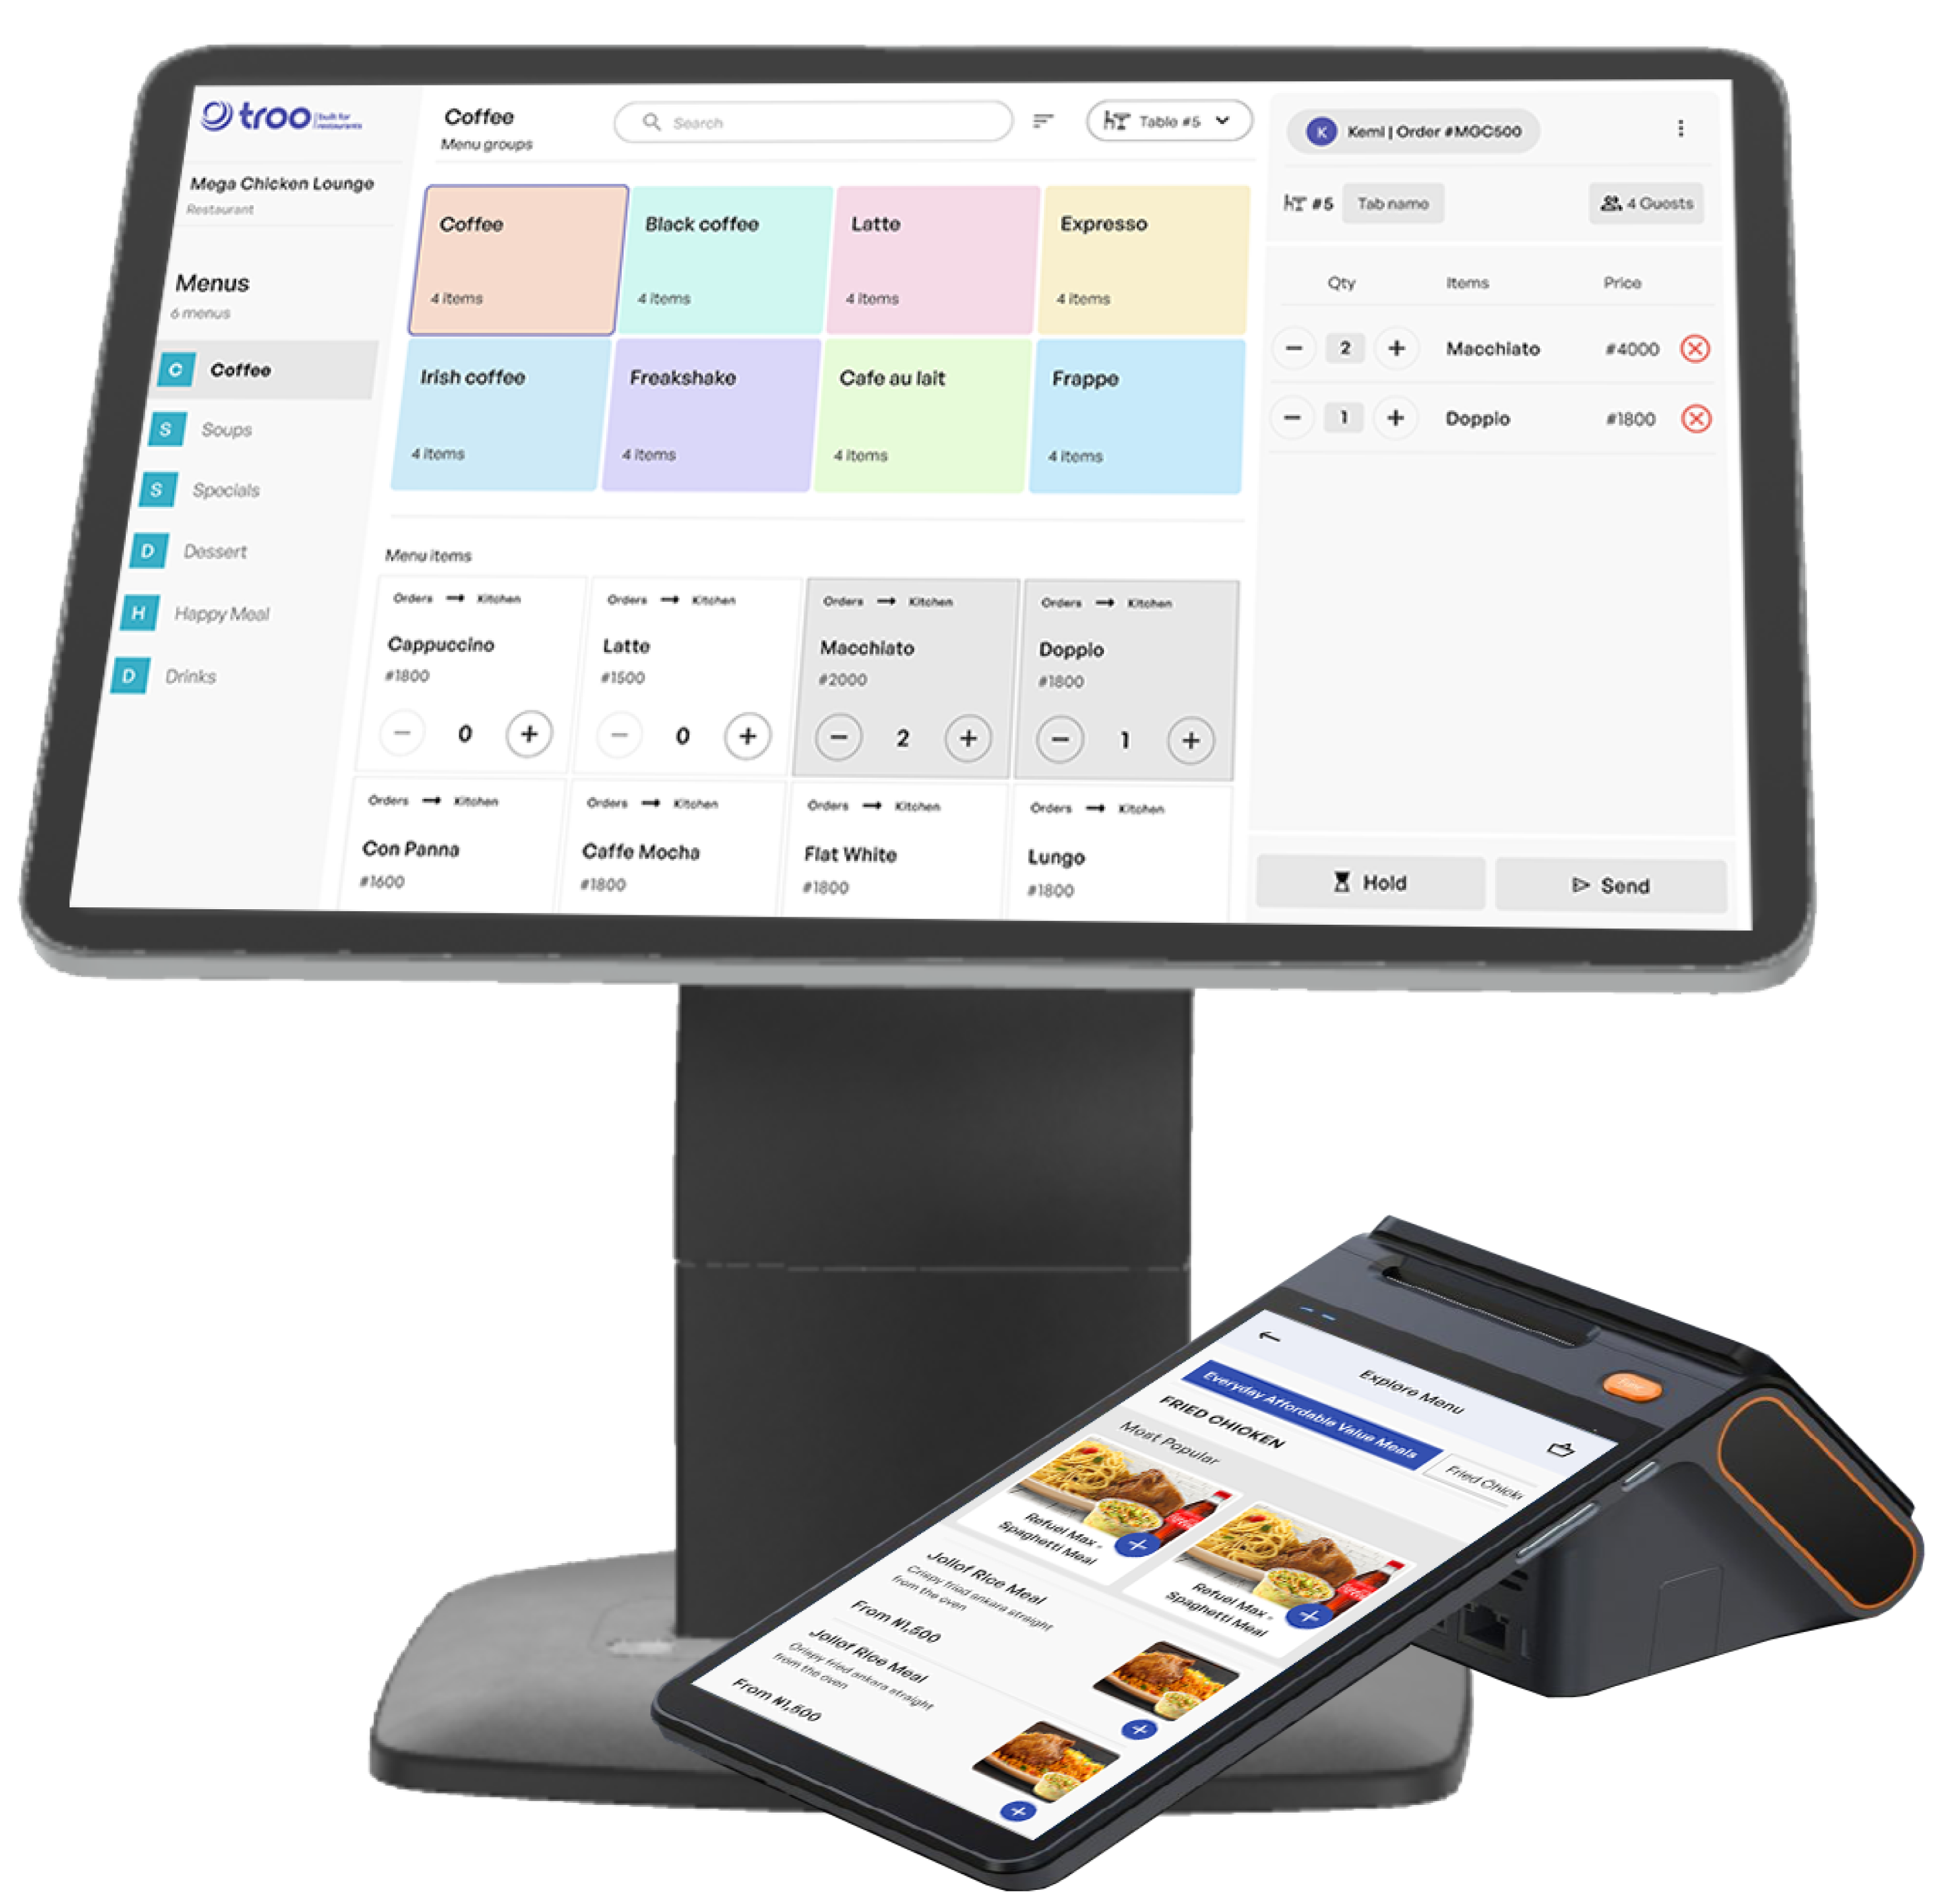 troo built for restaurants
Mega Chicken Lounge
Restaurant
Menus
6 menus
C Coffee
S Soups
S Specials
D Dessert
H Happy Meal
D Drinks
Coffee
Menu groups
Search
Table #5
Coffee
4 items
Black coffee
4 items
Latte
4 items
Expresso
4 items
Irish coffee
4 items
Freakshake
4 items
Cafe au lait
4 items
Frappe
4 items
Menu items
Orders → Kitchen
Cappuccino
#1800
0
Orders → Kitchen
Latte
#1500
0
Orders → Kitchen
Macchiato
#2000
2
Orders → Kitchen
Doppio
#1800
1
Orders → Kitchen
Con Panna
#1600
Orders → Kitchen
Caffe Mocha
#1800
Orders → Kitchen
Flat White
#1800
Orders → Kitchen
Lungo
#1800
K Kemi | Order #MGC500
#5 Tab name 4 Guests
Qty Items Price
2 Macchiato #4000
1 Doppio #1800
Hold
Send
Explore Menu
Everyday Affordable Value Meals
Fried Chick
FRIED CHICKEN
Most Popular
Refuel Max -
Spaghetti Meal
Refuel Max -
Spaghetti Meal
Jollof Rice Meal
Crispy fried ankara straight
from the oven
From ₦1,500
Jollof Rice Meal
Crispy fried ankara straight
from the oven
From ₦1,500